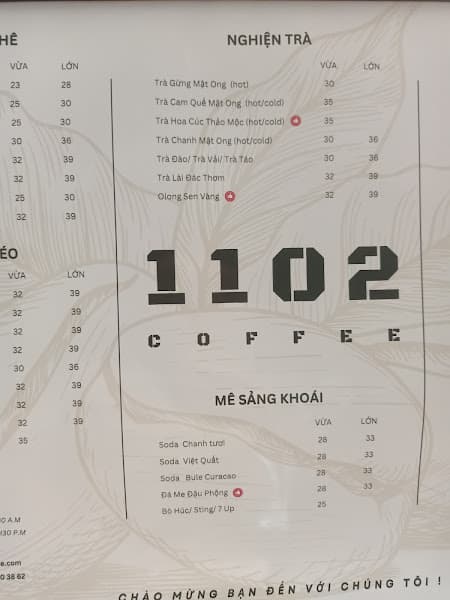 HÊ
VỪA LỚN
23 28
25 30
25 30
30 36
32 39
32 39
25 30
32 39
ÉO
VỪA LỚN
32 39
32 39
32 39
32 39
30 36
32 39
32 39
32 39
35
0 A.M
:30 P.M
e.com
0 38 62
NGHIỆN TRÀ
VỪA LỚN
Trà Gừng Mật Ong (hot) 30
Trà Cam Quế Mật Ong (hot/cold) 35
Trà Hoa Cúc Thảo Mộc (hot/cold) 35
Trà Chanh Mật Ong (hot/cold) 30 36
Trà Đào/ Trà Vải/ Trà Táo 30 36
Trà Lài Đác Thơm 32 39
Olong Sen Vàng 32 39
1102
COFFEE
MÊ SẢNG KHOÁI
VỪA LỚN
Soda Chanh tươi 28 33
Soda Việt Quất 28 33
Soda Bule Curacao 28 33
Đá Me Đậu Phộng 28 33
Bò Húc/ Sting/ 7 Up 25
CHÀO MỪNG BẠN ĐẾN VỚI CHÚNG TÔI !